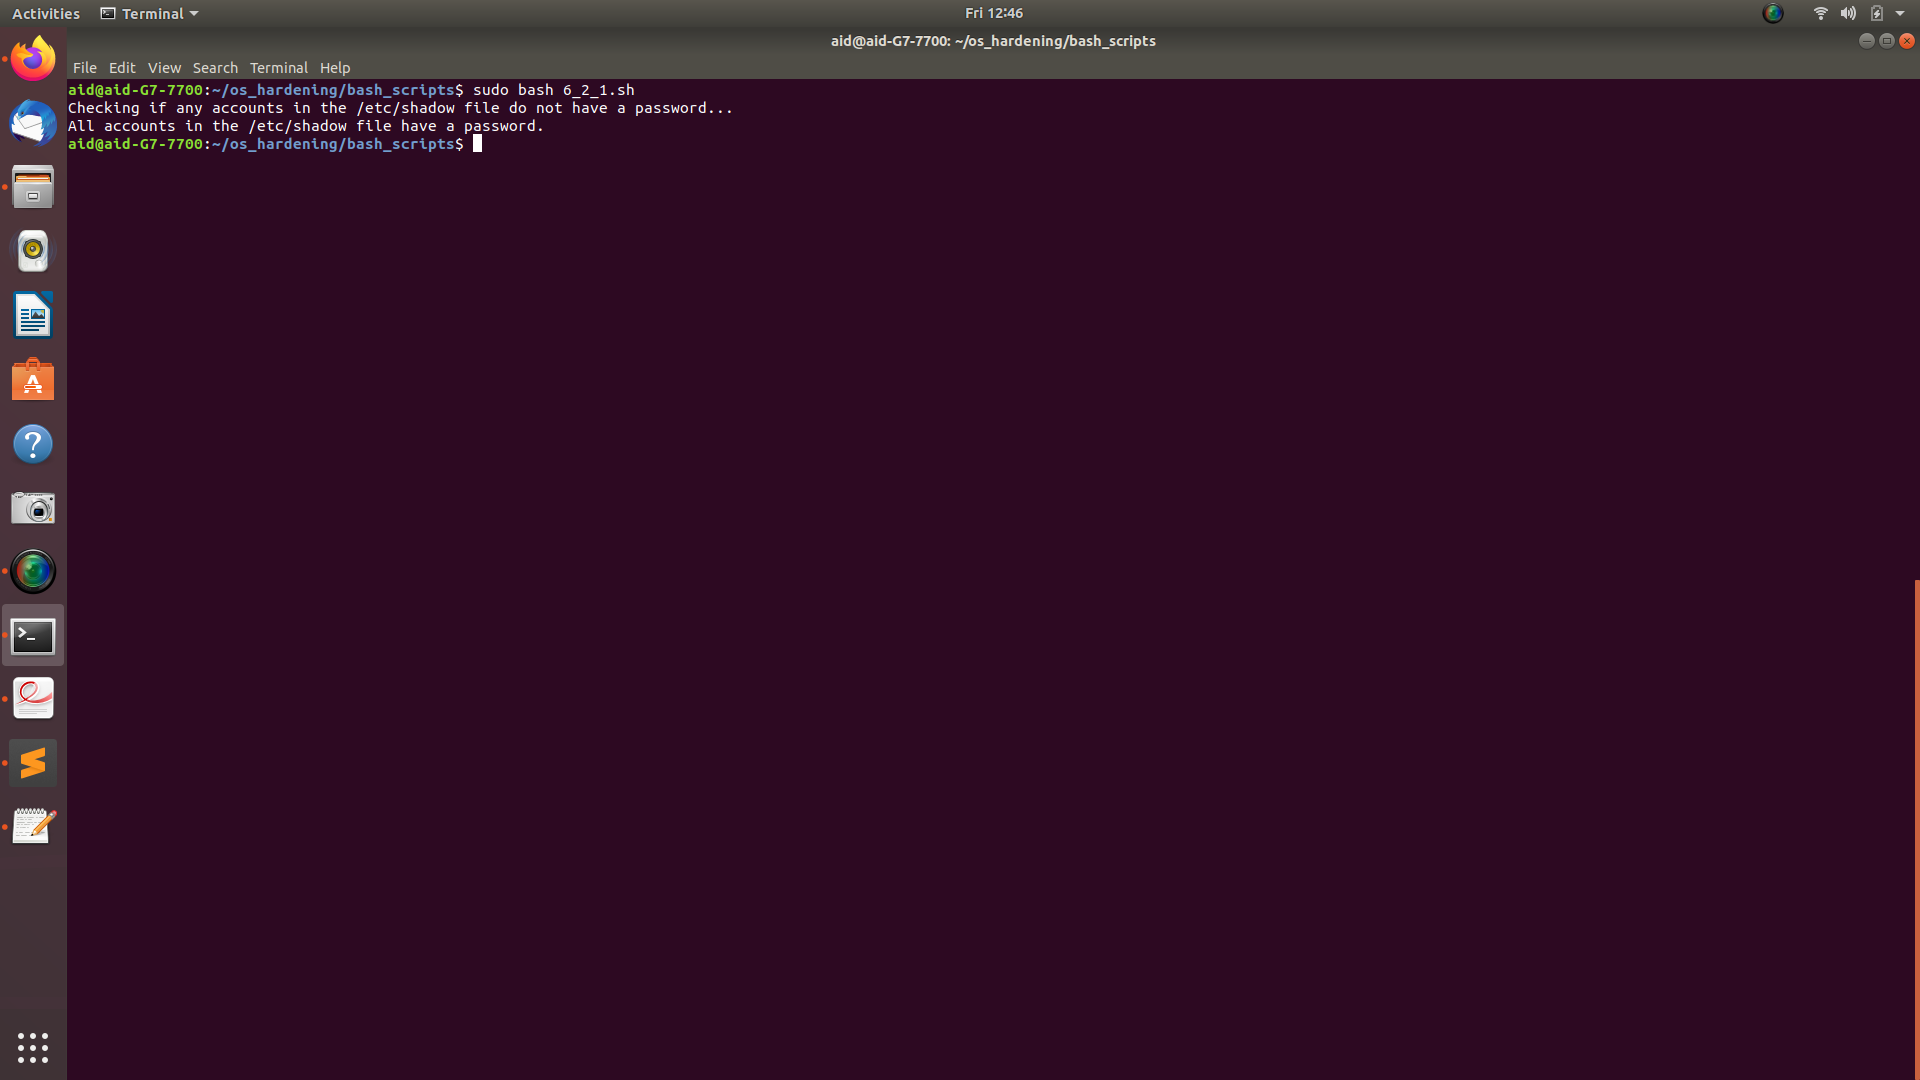 Activities Terminal Fri 12:46
aid@aid-G7-7700: ~/os_hardening/bash_scripts
File Edit View Search Terminal Help
aid@aid-G7-7700:~/os_hardening/bash_scripts$ sudo bash 6_2_1.sh
Checking if any accounts in the /etc/shadow file do not have a password...
All accounts in the /etc/shadow file have a password.
aid@aid-G7-7700:~/os_hardening/bash_scripts$